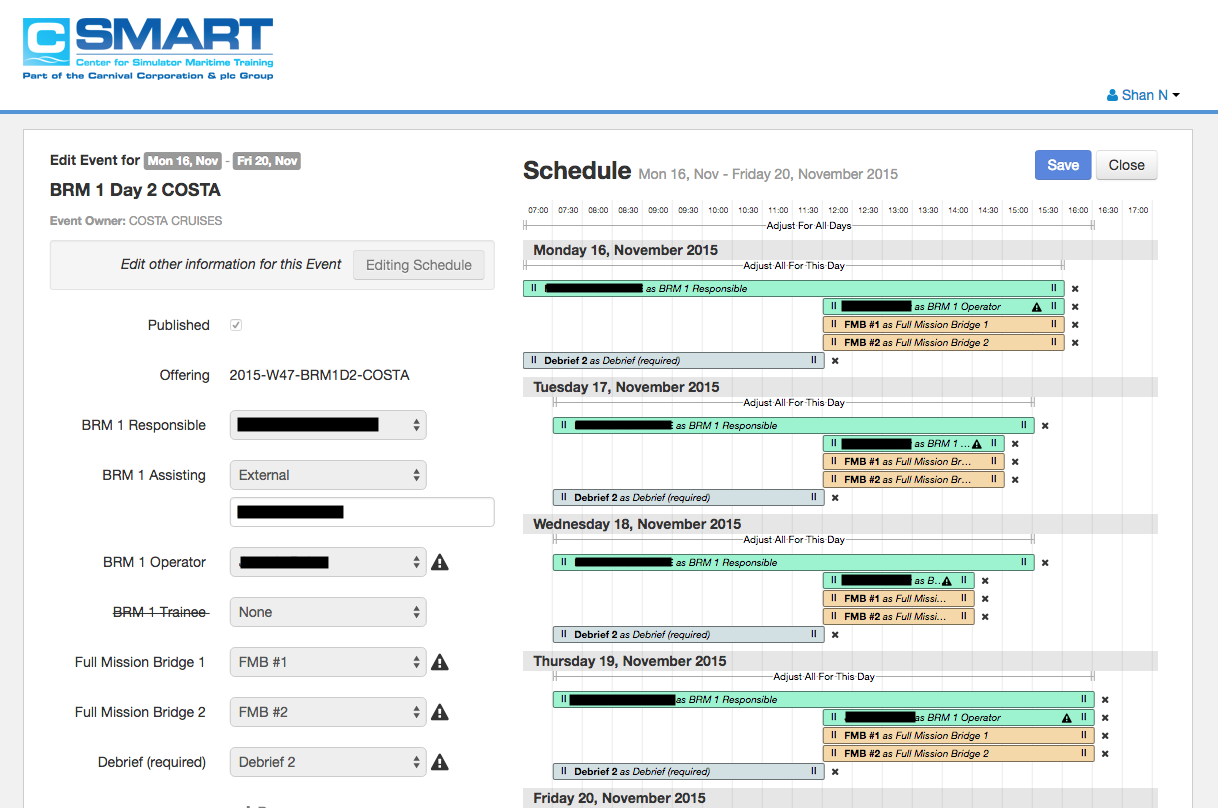 C SMART
Center for Simulator Maritime Training
Part of the Carnival Corporation & plc Group
Shan N
Edit Event for Mon 16, Nov - Fri 20, Nov
BRM 1 Day 2 COSTA
Event Owner: COSTA CRUISES
Edit other information for this Event Editing Schedule
Published
Offering 2015-W47-BRM1D2-COSTA
BRM 1 Responsible
BRM 1 Assisting External
BRM 1 Operator
BRM 1 Trainee None
Full Mission Bridge 1 FMB #1
Full Mission Bridge 2 FMB #2
Debrief (required) Debrief 2
Schedule Mon 16, Nov - Friday 20, November 2015
Save Close
07:00 07:30 08:00 08:30 09:00 09:30 10:00 10:30 11:00 11:30 12:00 12:30 13:00 13:30 14:00 14:30 15:00 15:30 16:00 16:30 17:00
Adjust For All Days
Monday 16, November 2015
Adjust All For This Day
as BRM 1 Responsible
as BRM 1 Operator
FMB #1 as Full Mission Bridge 1
FMB #2 as Full Mission Bridge 2
Debrief 2 as Debrief (required)
Tuesday 17, November 2015
Adjust All For This Day
as BRM 1 Responsible
as BRM 1 ...
FMB #1 as Full Mission Br...
FMB #2 as Full Mission Br...
Debrief 2 as Debrief (required)
Wednesday 18, November 2015
Adjust All For This Day
as BRM 1 Responsible
as B...
FMB #1 as Full Missi...
FMB #2 as Full Missi...
Debrief 2 as Debrief (required)
Thursday 19, November 2015
Adjust All For This Day
as BRM 1 Responsible
as BRM 1 Operator
FMB #1 as Full Mission Bridge 1
FMB #2 as Full Mission Bridge 2
Debrief 2 as Debrief (required)
Friday 20, November 2015